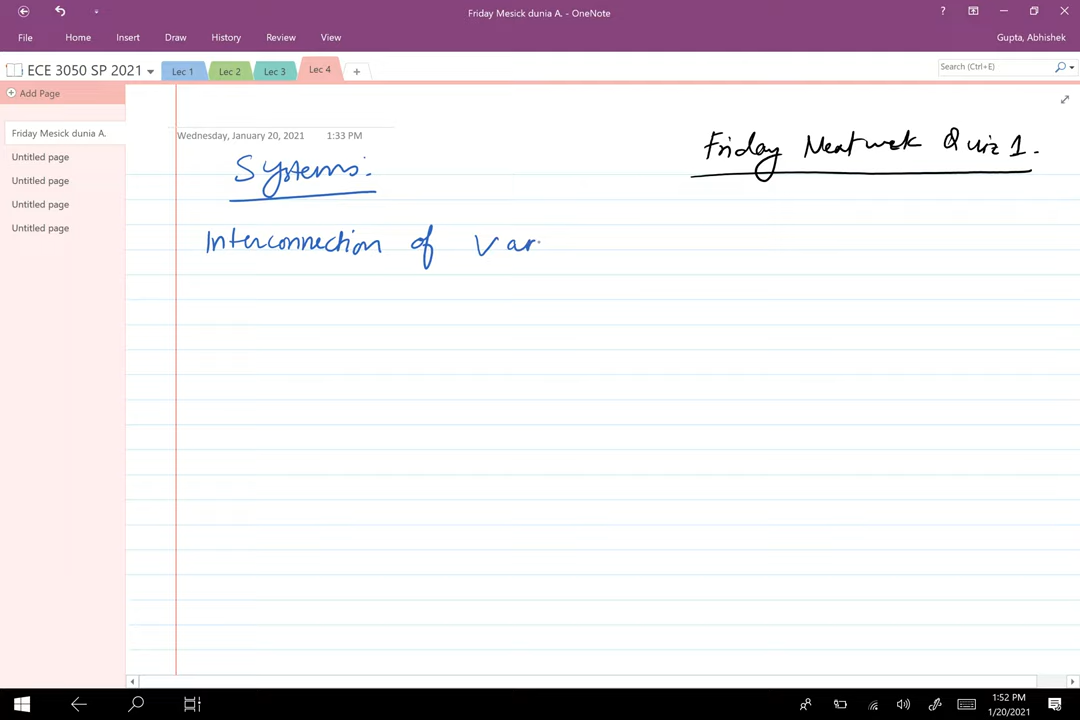 Friday Mesick dunia A. - OneNote
File Home Insert Draw History Review View
Gupta, Abhishek
ECE 3050 SP 2021 Lec 1 Lec 2 Lec 3 Lec 4
Search (Ctrl+E)
Add Page
Friday Mesick dunia A.
Untitled page
Untitled page
Untitled page
Untitled page
Wednesday, January 20, 2021 1:33 PM
Friday Quiz 1.
Systems:
Interconnection of var
1:52 PM
1/20/2021